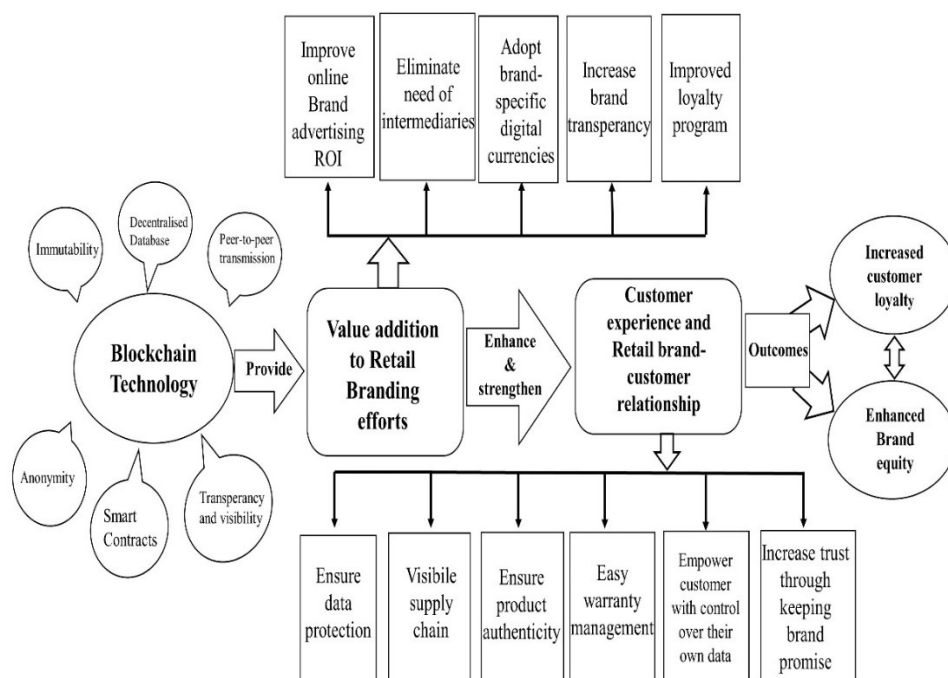 Improve
online
Brand
advertising
ROI
Eliminate
need of
intermediaries
Adopt
brand-
specific
digital
currencies
Increase
brand
transperancy
Improved
loyalty
program
Immutability
Decentralised
Database
Peer-to-peer
transmission
Blockchain
Technology
Provide
Value addition
to Retail
Branding
efforts
Enhance
&
strengthen
Customer
experience and
Retail brand-
customer
relationship
Outcomes
Increased
customer
loyalty
Enhanced
Brand
equity
Anonymity
Smart
Contracts
Transperancy
and visibility
Ensure
data
protection
Visibile
supply
chain
Ensure
product
authenticity
Easy
warranty
management
Empower
customer
with control
over their
own data
Increase trust
through
keeping
brand
promise